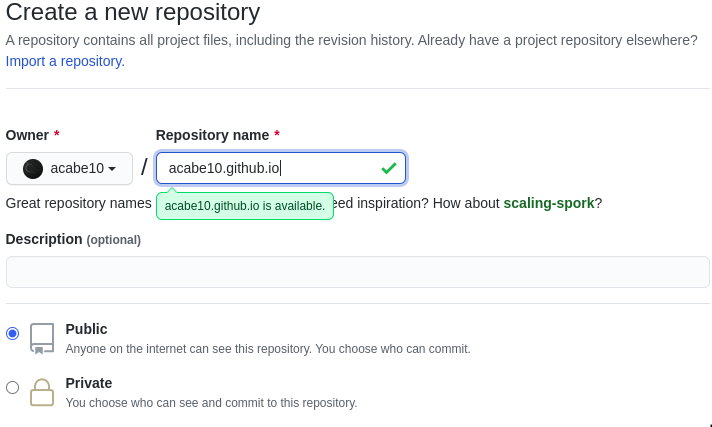 Create a new repository
A repository contains all project files, including the revision history. Already have a project repository elsewhere?
Import a repository.
Owner *
Repository name *
acabe10
/
acabe10.github.io
Great repository names eed inspiration? How about scaling-spork?
acabe10.github.io is available.
Description (optional)
Public
Anyone on the internet can see this repository. You choose who can commit.
Private
You choose who can see and commit to this repository.